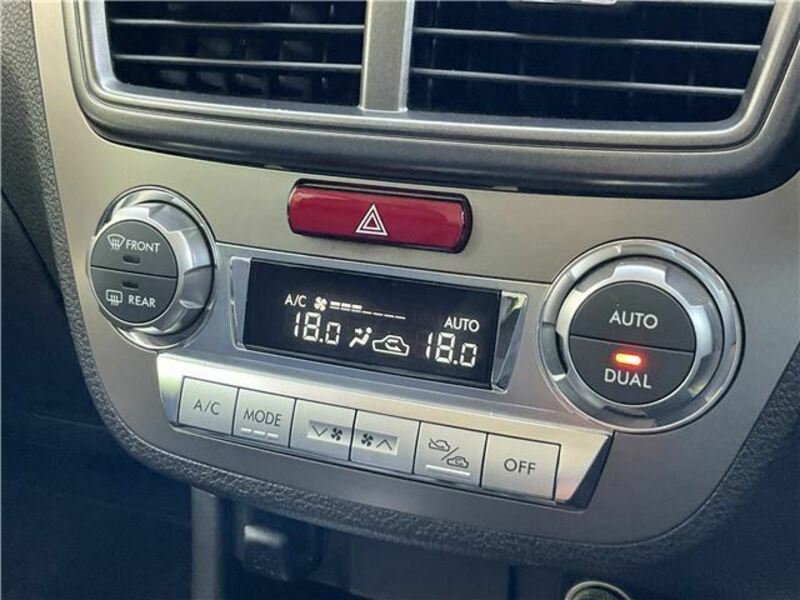 FRONT
REAR
A/C
AUTO
18.0
18.0
AUTO
DUAL
A/C
MODE
OFF